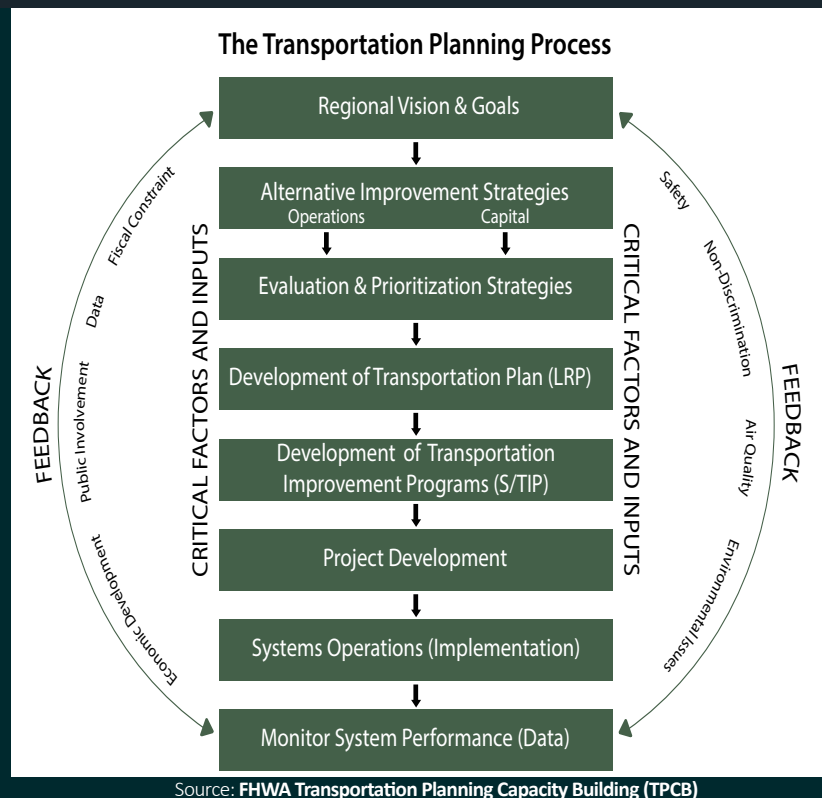 The Transportation Planning Process
Regional Vision & Goals
Alternative Improvement Strategies
Operations Capital
Evaluation & Prioritization Strategies
Development of Transportation Plan (LRP)
Development of Transportation
Improvement Programs (S/TIP)
Project Development
Systems Operations (Implementation)
Monitor System Performance (Data)
CRITICAL FACTORS AND INPUTS
CRITICAL FACTORS AND INPUTS
FEEDBACK
Fiscal Constraint
Data
Public Involvement
Economic Development
Safety
Non-Discrimination
Air Quality
Environmental Issues
FEEDBACK
Source: FHWA Transportation Planning Capacity Building (TPCB)